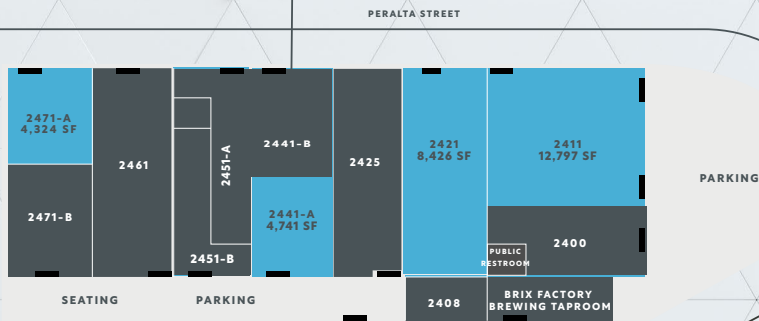 PERALTA STREET
2471-A
4,324 SF
2471-B
2461
2451-A
2451-B
2441-B
2441-A
4,741 SF
2425
2421
8,426 SF
2411
12,797 SF
2400
PUBLIC
RESTROOM
PARKING
SEATING
PARKING
2408
BRIX FACTORY
BREWING TAPROOM